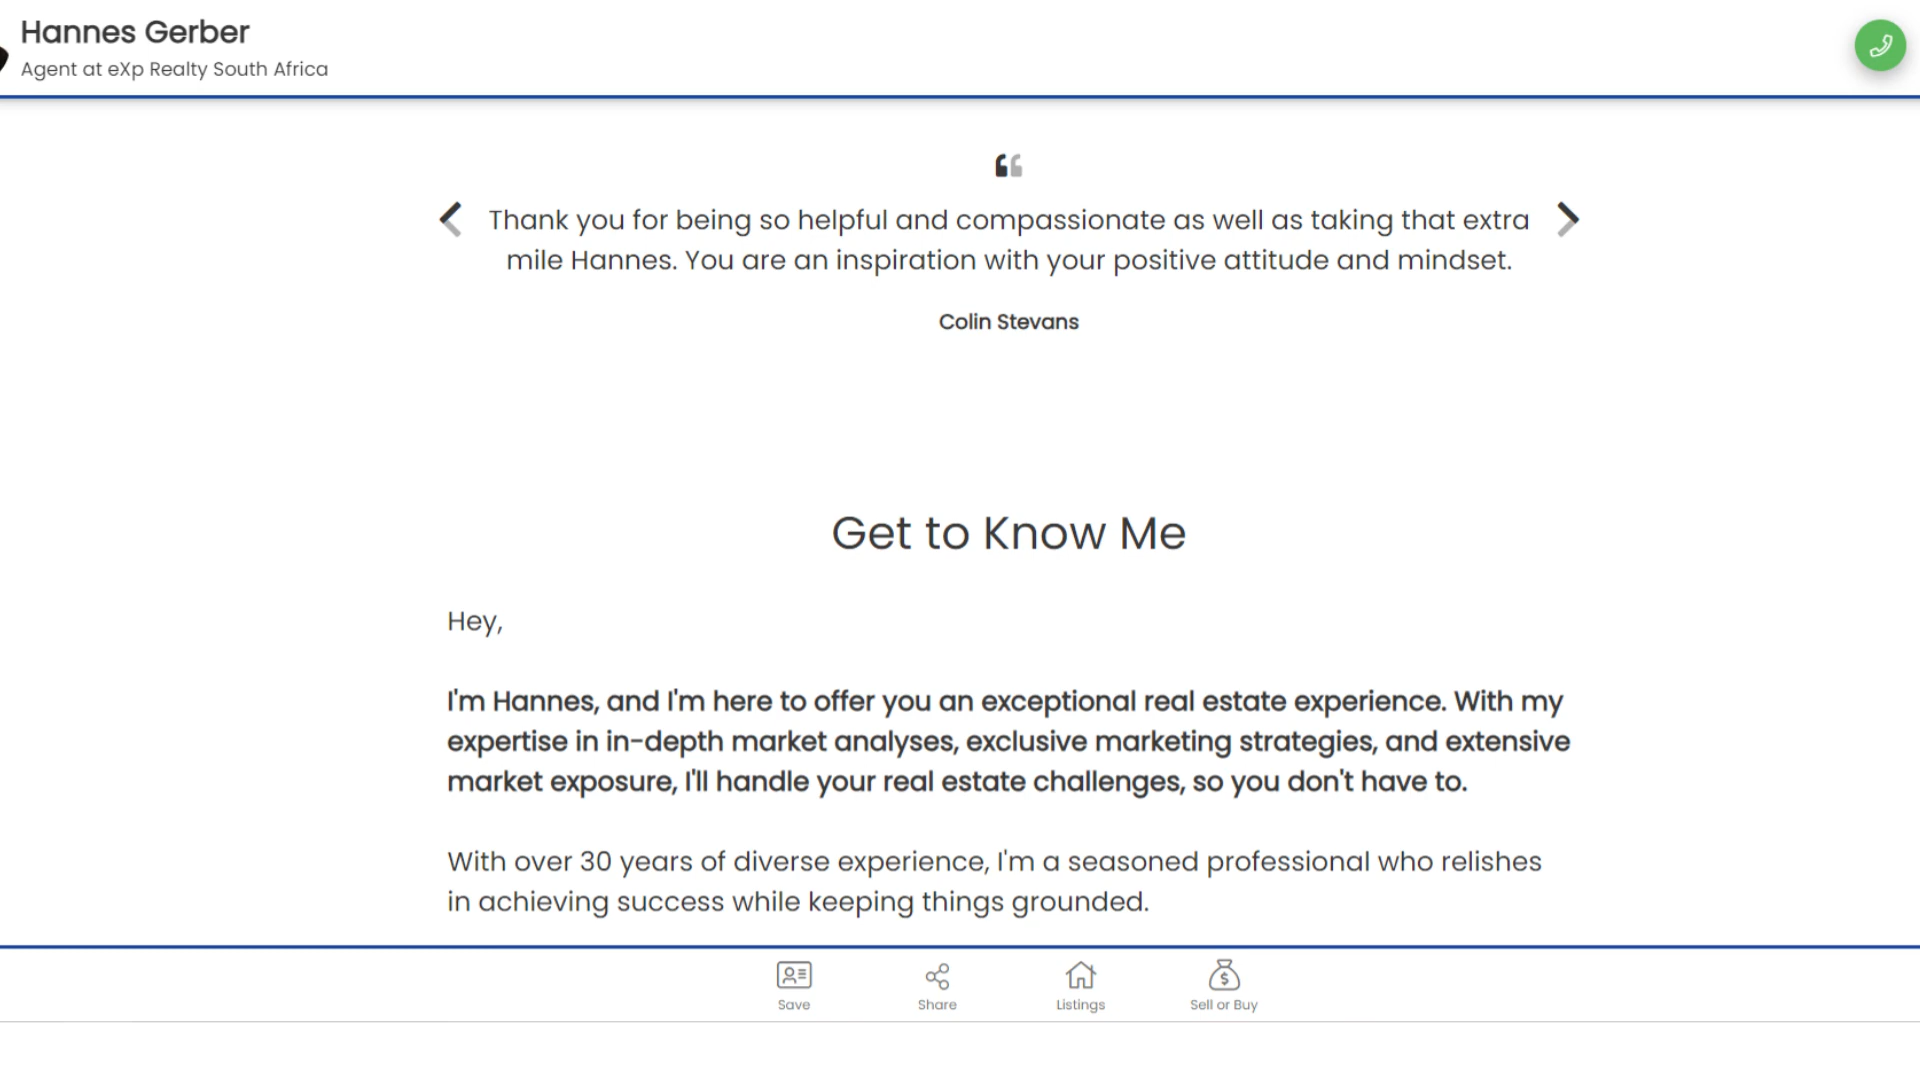 Hannes Gerber
Agent at eXp Realty South Africa
Thank you for being so helpful and compassionate as well as taking that extra
mile Hannes. You are an inspiration with your positive attitude and mindset.
Colin Stevans
Get to Know Me
Hey,
I'm Hannes, and I'm here to offer you an exceptional real estate experience. With my
expertise in in-depth market analyses, exclusive marketing strategies, and extensive
market exposure, I'll handle your real estate challenges, so you don't have to.
With over 30 years of diverse experience, I'm a seasoned professional who relishes
in achieving success while keeping things grounded.
Save
Share
Listings
Sell or Buy